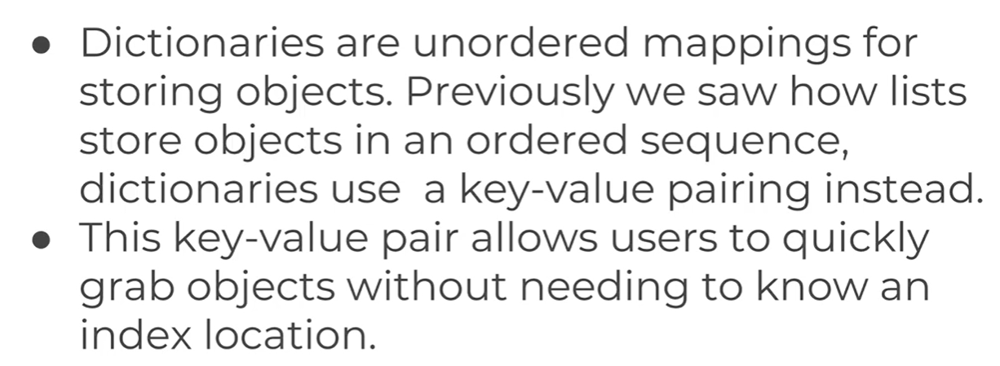 ● Dictionaries are unordered mappings for
storing objects. Previously we saw how lists
store objects in an ordered sequence,
dictionaries use  a key-value pairing instead.
● This key-value pair allows users to quickly
grab objects without needing to know an
index location.